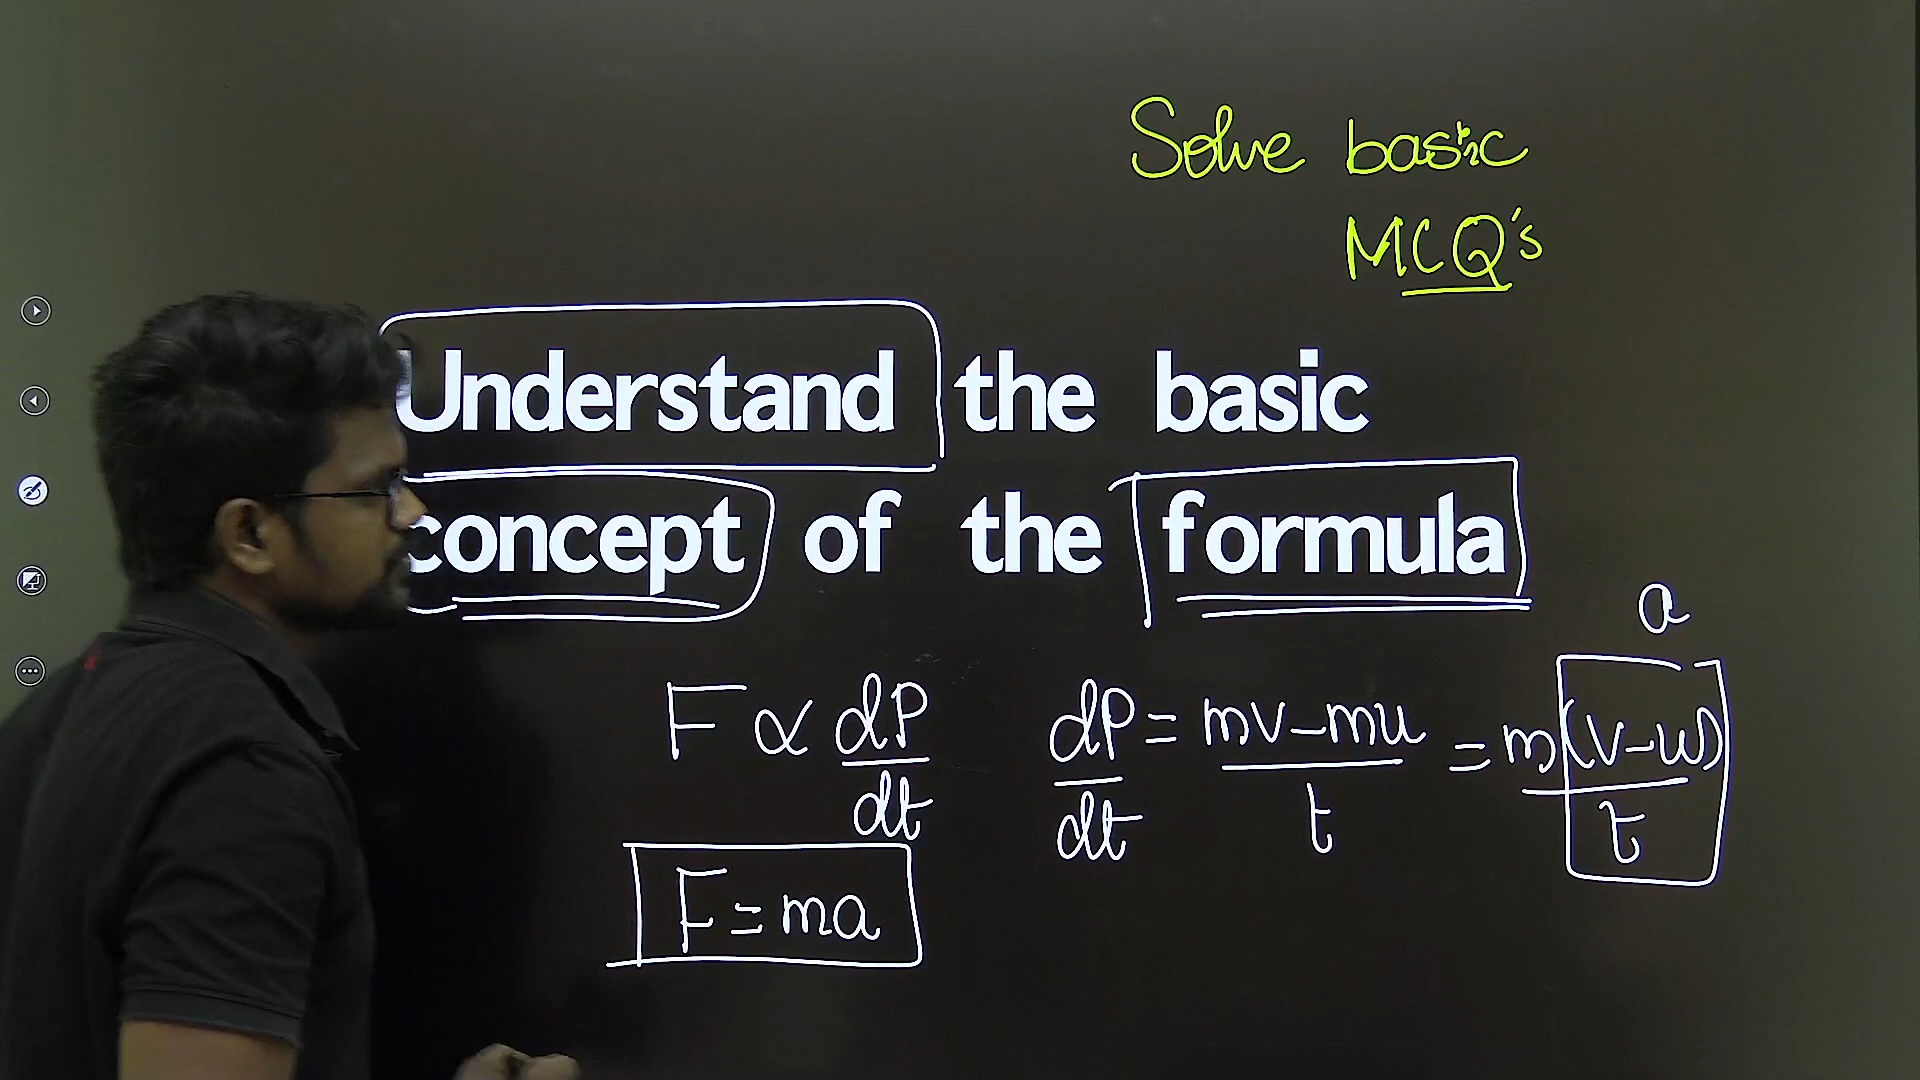 Solve basic
MCQ's
Understand the basic
concept of the formula
a
F ∝ dP/dt
dP/dt = mv-mu/t = m(v-u)/t
F = ma